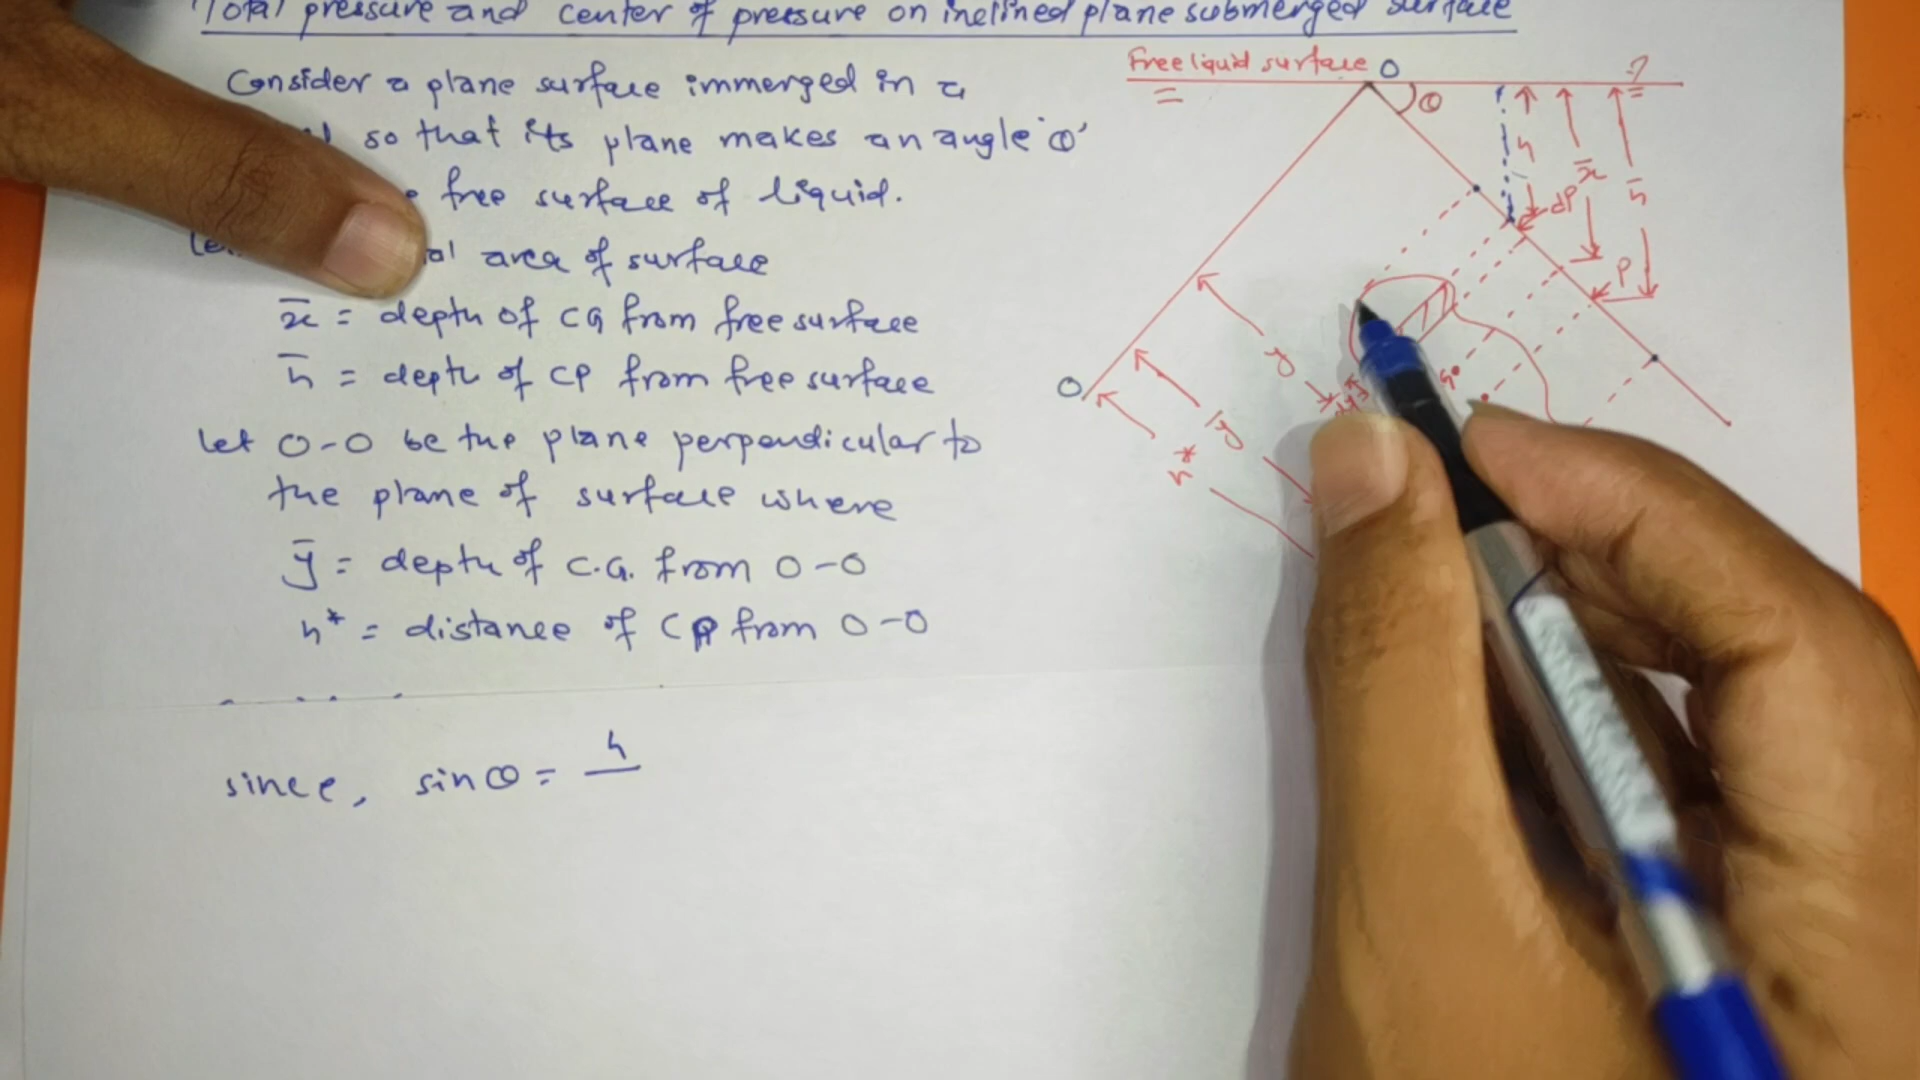 Total pressure and center of pressure on inclined plane submerged surface
Consider a plane surface immerged in a
so that its plane makes an angle 'θ'
free surface of liquid.
area of surface
x̄ = depth of CG from free surface
h̄ = depth of CP from free surface
Let O-O be the plane perpendicular to
the plane of surface where
ȳ = depth of C.G. from O-O
h* = distance of CP from O-O
since, sin θ = h
Free liquid surface O
θ
h
x̄
h̄
dP
P
O
y
dy
ȳ
h*